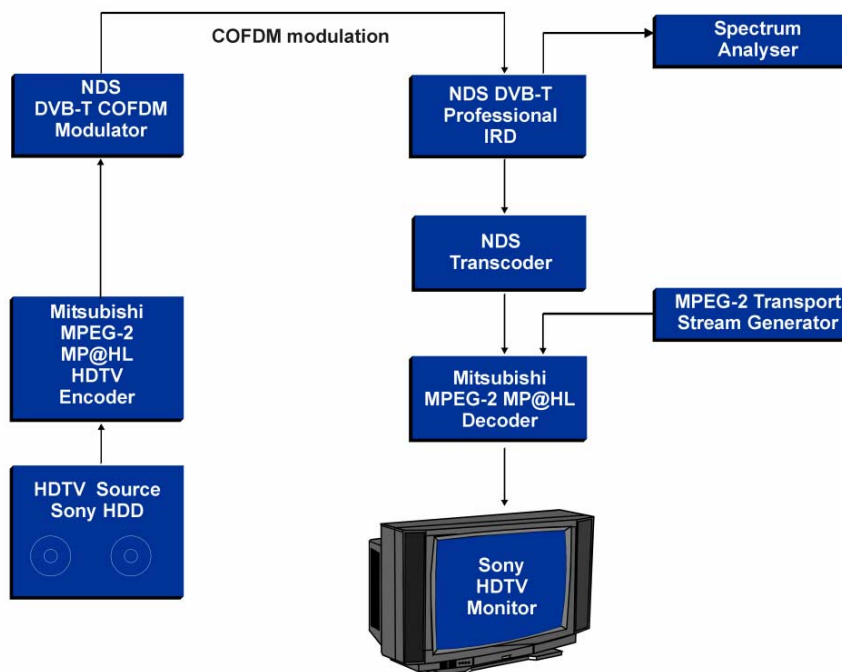 COFDM modulation
Spectrum
Analyser
NDS
DVB-T COFDM
Modulator
NDS DVB-T
Professional
IRD
NDS
Transcoder
Mitsubishi
MPEG-2
MP@HL
HDTV
Encoder
MPEG-2 Transport
Stream Generator
Mitsubishi
MPEG-2 MP@HL
Decoder
HDTV Source
Sony HDD
Sony
HDTV
Monitor